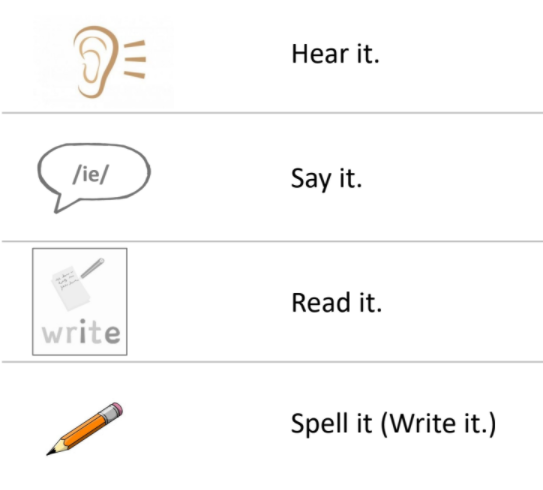 Hear it.
/ie/
Say it.
write
Read it.
Spell it (Write it.)